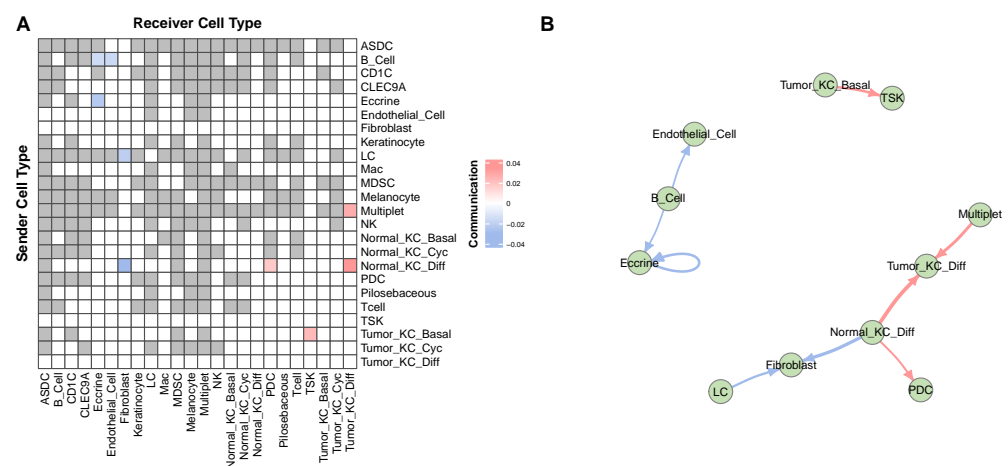 A
Receiver Cell Type
Sender Cell Type
ASDC
B_Cell
CD1C
CLEC9A
Eccrine
Endothelial_Cell
Fibroblast
Keratinocyte
LC
Mac
MDSC
Melanocyte
Multiplet
NK
Normal_KC_Basal
Normal_KC_Cyc
Normal_KC_Diff
PDC
Pilosebaceous
Tcell
TSK
Tumor_KC_Basal
Tumor_KC_Cyc
Tumor_KC_Diff
ASDC
B_Cell
CD1C
CLEC9A
Eccrine
Endothelial_Cell
Fibroblast
Keratinocyte
LC
Mac
MDSC
Melanocyte
Multiplet
NK
Normal_KC_Basal
Normal_KC_Cyc
Normal_KC_Diff
PDC
Pilosebaceous
Tcell
TSK
Tumor_KC_Basal
Tumor_KC_Cyc
Tumor_KC_Diff
Communication
0.04
0.02
0
−0.02
−0.04
B
Tumor_KC_Basal
TSK
Endothelial_Cell
B_Cell
Eccrine
Multiplet
Tumor_KC_Diff
Normal_KC_Diff
Fibroblast
LC
PDC